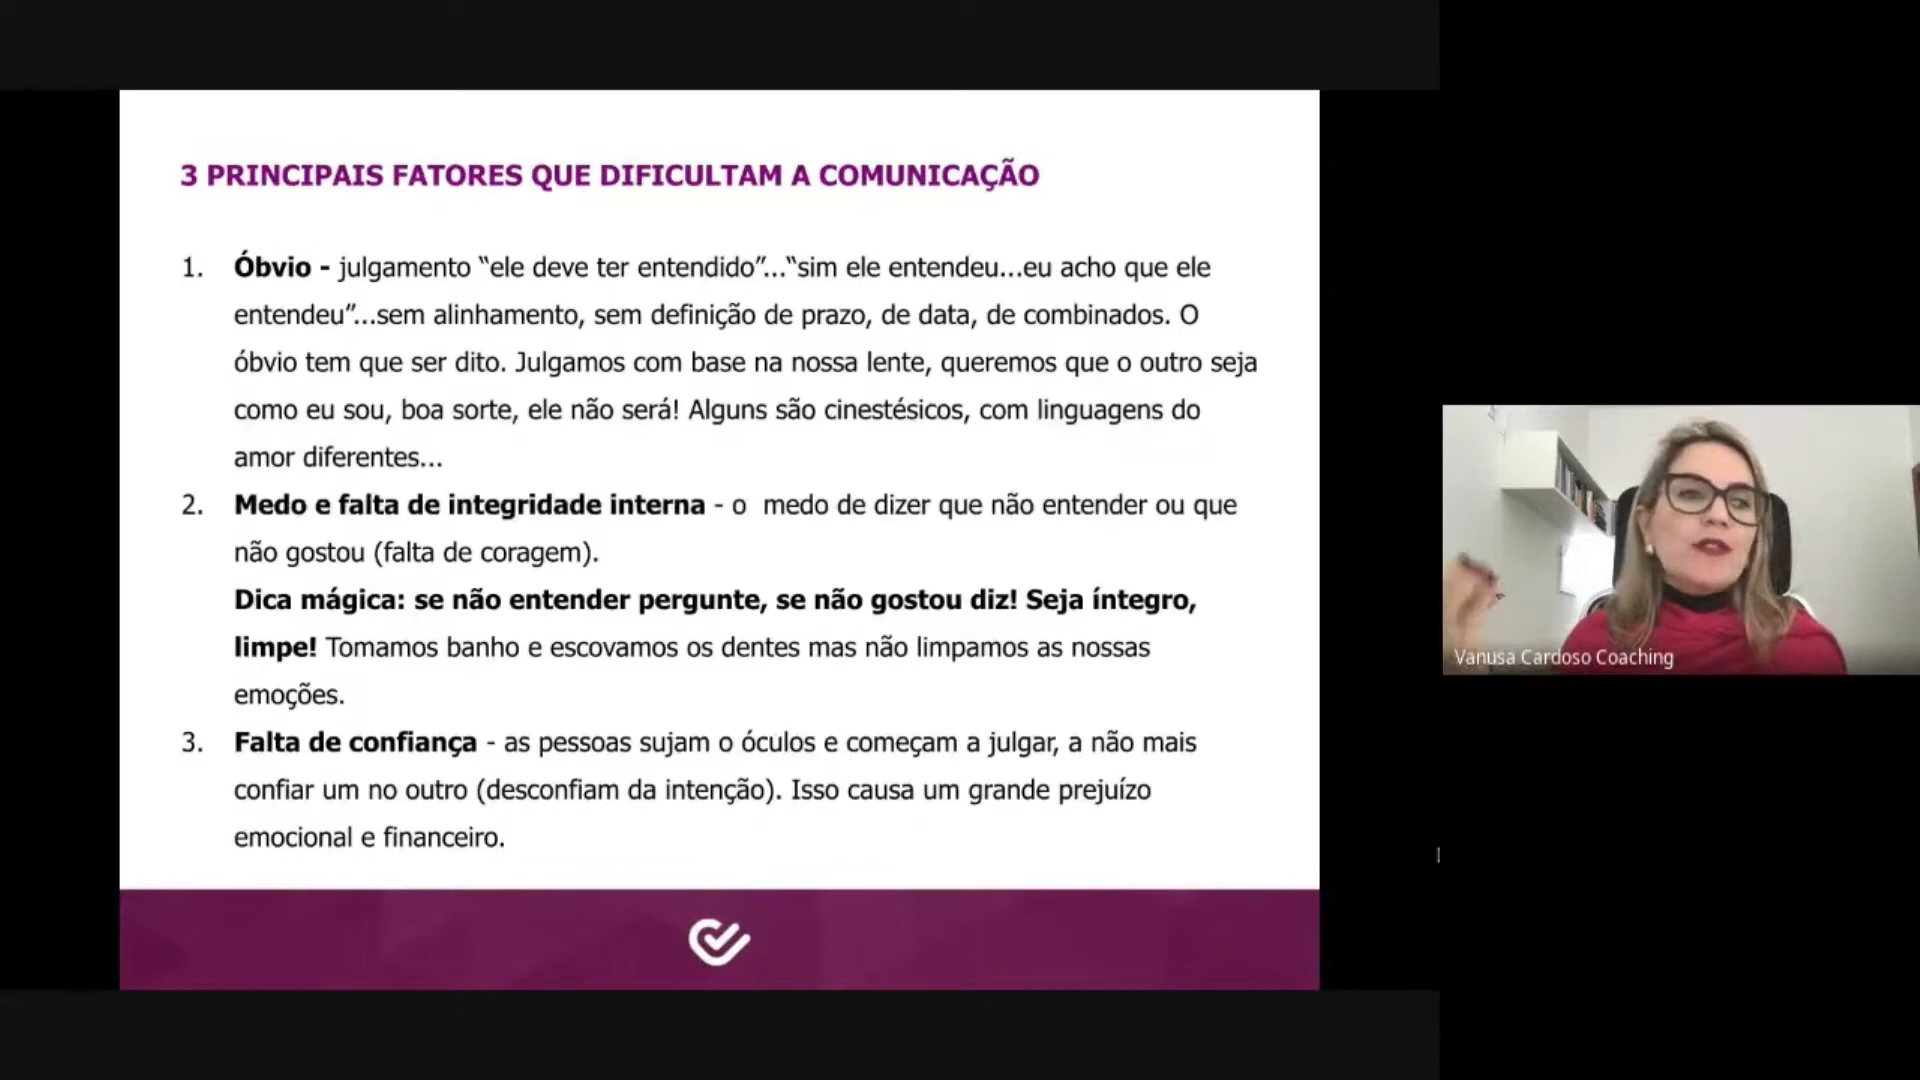 3 PRINCIPAIS FATORES QUE DIFICULTAM A COMUNICAÇÃO
1. Óbvio - julgamento “ele deve ter entendido”...“sim ele entendeu...eu acho que ele
entendeu”...sem alinhamento, sem definição de prazo, de data, de combinados. O
óbvio tem que ser dito. Julgamos com base na nossa lente, queremos que o outro seja
como eu sou, boa sorte, ele não será! Alguns são cinestésicos, com linguagens do
amor diferentes...
2. Medo e falta de integridade interna - o  medo de dizer que não entender ou que
não gostou (falta de coragem).
Dica mágica: se não entender pergunte, se não gostou diz! Seja íntegro,
limpe! Tomamos banho e escovamos os dentes mas não limpamos as nossas
emoções.
3. Falta de confiança - as pessoas sujam o óculos e começam a julgar, a não mais
confiar um no outro (desconfiam da intenção). Isso causa um grande prejuízo
emocional e financeiro.
Vanusa Cardoso Coaching